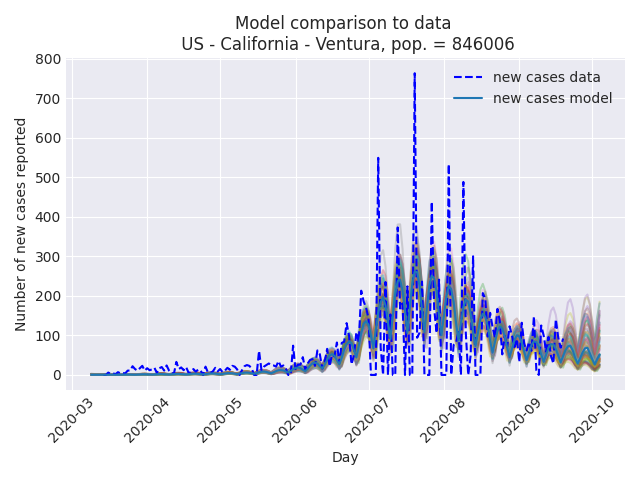 Model comparison to data
US - California - Ventura, pop. = 846006
new cases data
new cases model
Number of new cases reported
800
700
600
500
400
300
200
100
0
2020-03
2020-04
2020-05
2020-06
2020-07
2020-08
2020-09
2020-10
Day